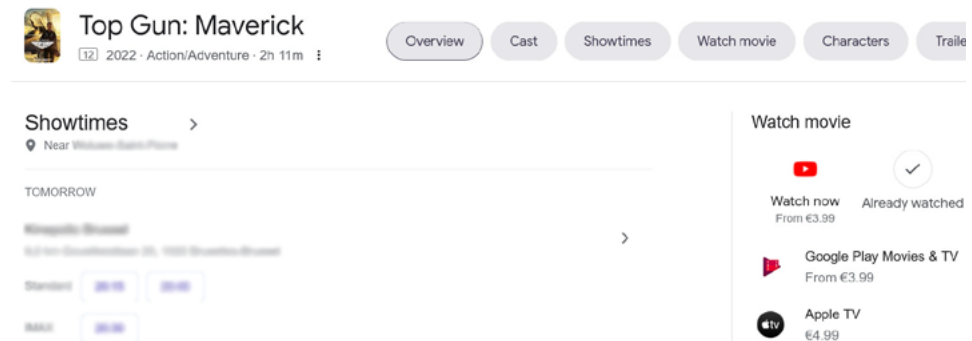 Top Gun: Maverick
12 2022 · Action/Adventure · 2h 11m
Overview
Cast
Showtimes
Watch movie
Characters
Traile
Showtimes
Near
TOMORROW
Watch movie
Watch now
From €3.99
Already watched
Google Play Movies & TV
From €3.99
tv
Apple TV
€4.99